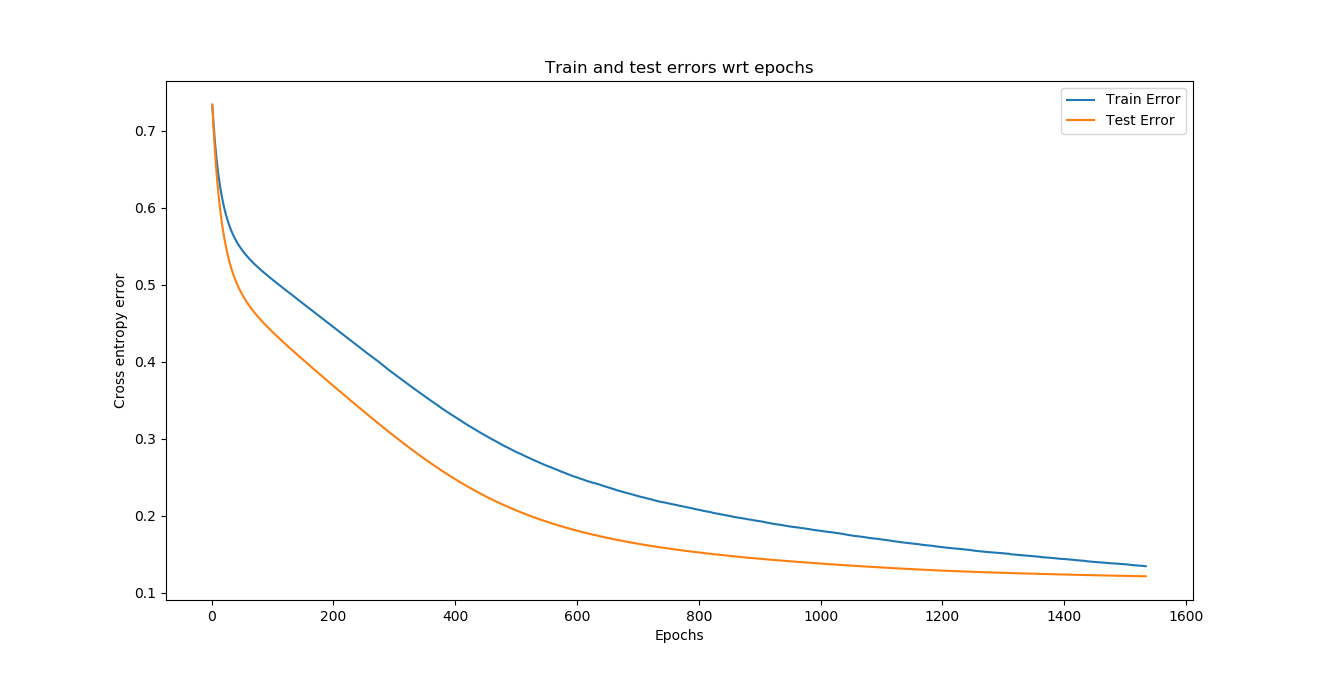 Train and test errors wrt epochs
Train Error
Test Error
0.7
0.6
0.5
0.4
0.3
0.2
0.1
Cross entropy error
0 200 400 600 800 1000 1200 1400 1600
Epochs